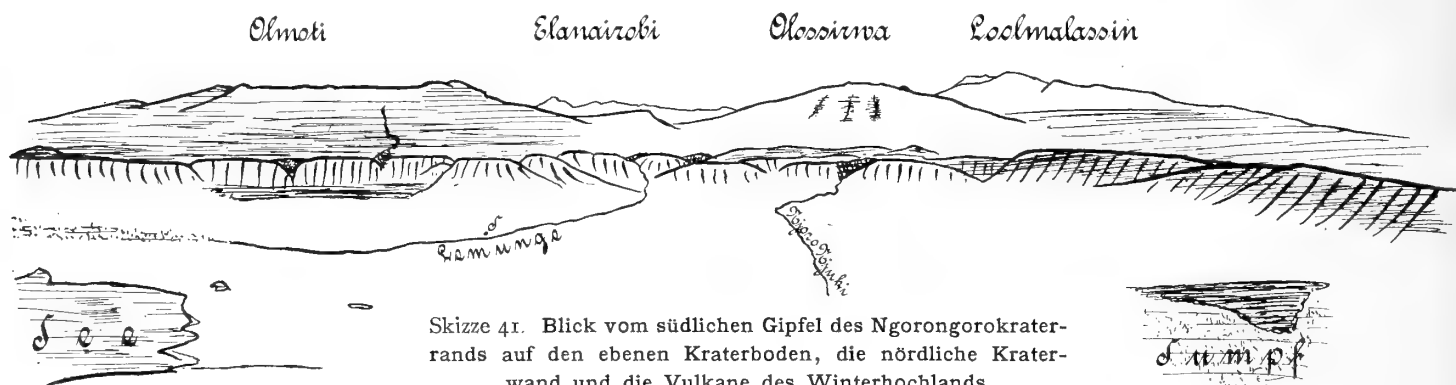 Olmoti Elanairobi Olossirwa Loolmalassin
Lemunge
See
Sumpf
Skizze 41. Blick vom südlichen Gipfel des Ngorongorokrater-
rands auf den ebenen Kraterboden, die nördliche Krater-
wand und die Vulkane des Winterhochlands